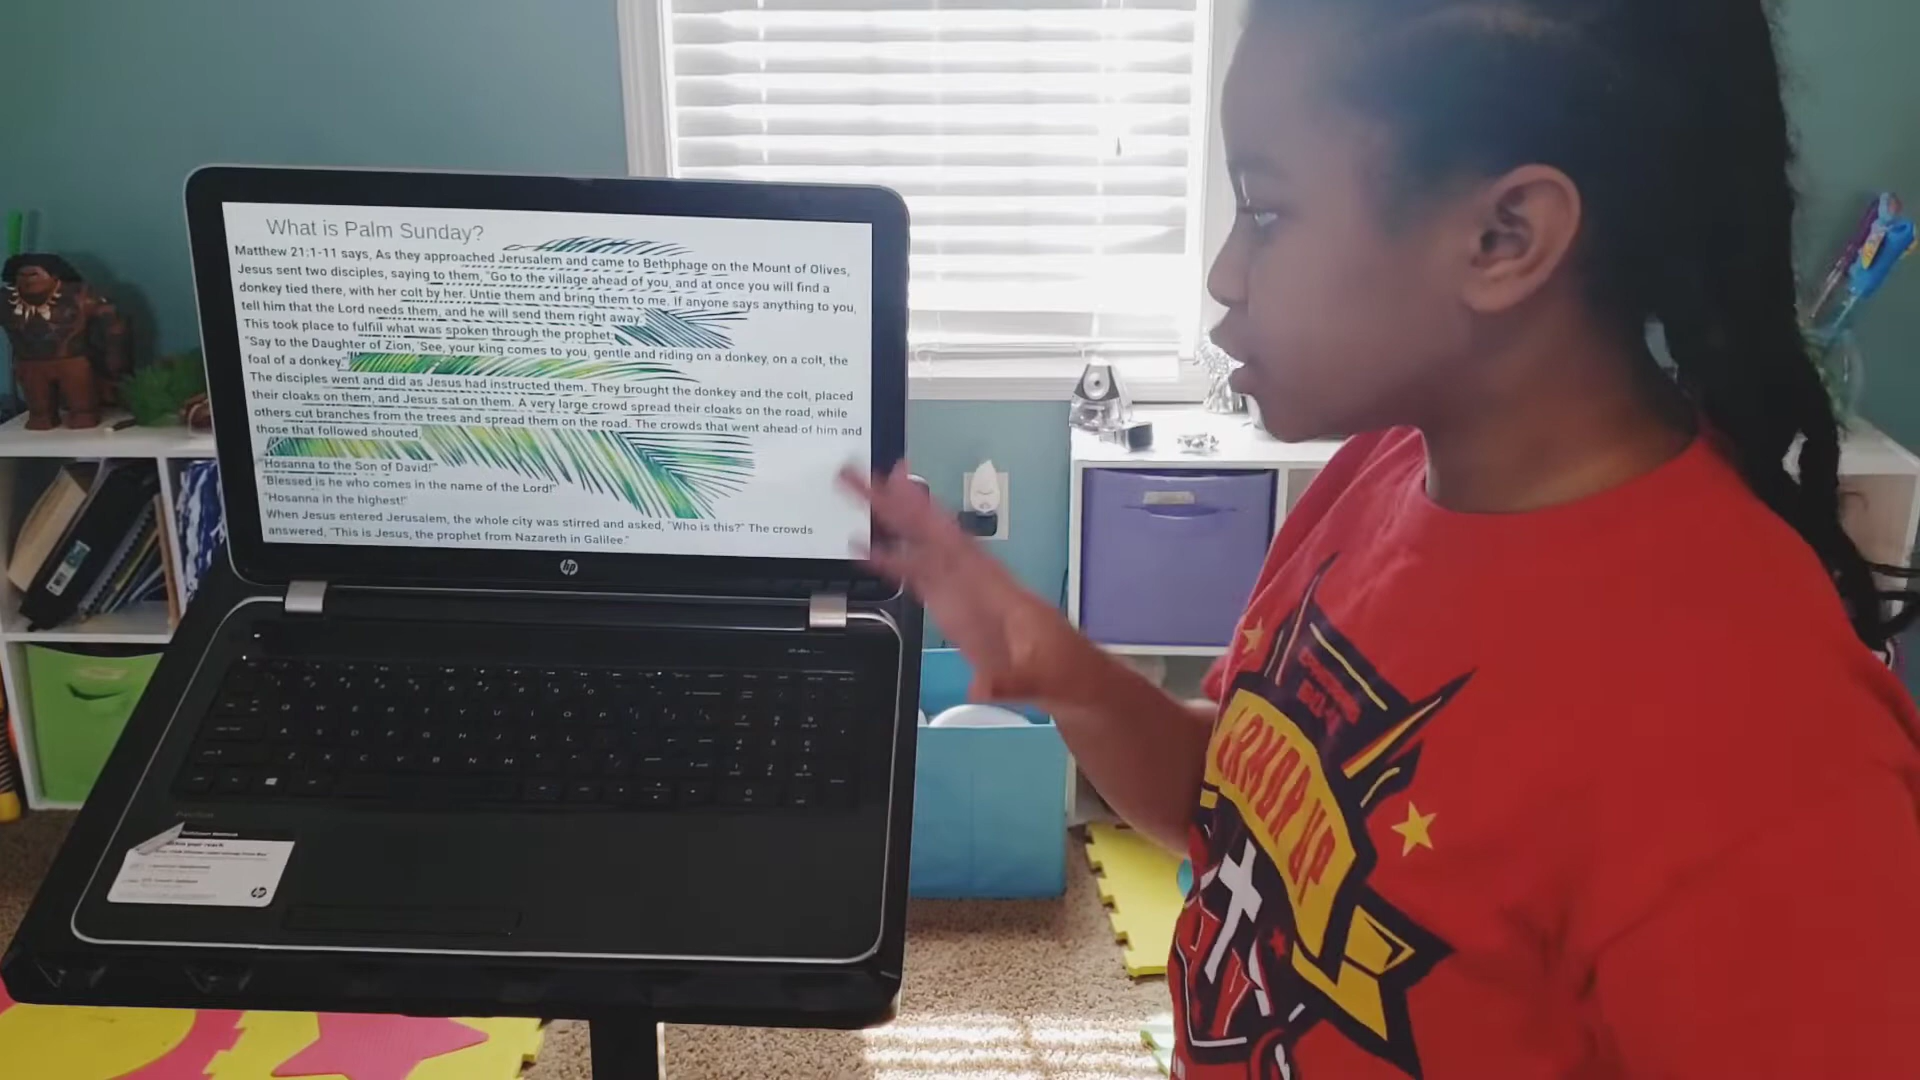 What is Palm Sunday?
Matthew 21:1-11 says, As they approached Jerusalem and came to Bethphage on the Mount of Olives,
Jesus sent two disciples, saying to them, "Go to the village ahead of you, and at once you will find a
donkey tied there, with her colt by her. Untie them and bring them to me. If anyone says anything to you,
tell him that the Lord needs them, and he will send them right away."
This took place to fulfill what was spoken through the prophet:
"Say to the Daughter of Zion, 'See, your king comes to you, gentle and riding on a donkey, on a colt, the
foal of a donkey.'"
The disciples went and did as Jesus had instructed them. They brought the donkey and the colt, placed
their cloaks on them, and Jesus sat on them. A very large crowd spread their cloaks on the road, while
others cut branches from the trees and spread them on the road. The crowds that went ahead of him and
those that followed shouted,
"Hosanna to the Son of David!"
"Blessed is he who comes in the name of the Lord!"
"Hosanna in the highest!"
When Jesus entered Jerusalem, the whole city was stirred and asked, "Who is this?" The crowds
answered, "This is Jesus, the prophet from Nazareth in Galilee."
hp
Q W E R T Y U I O P
A S D F G H J K L
Z X C V B N M
hp
ARMOR UP